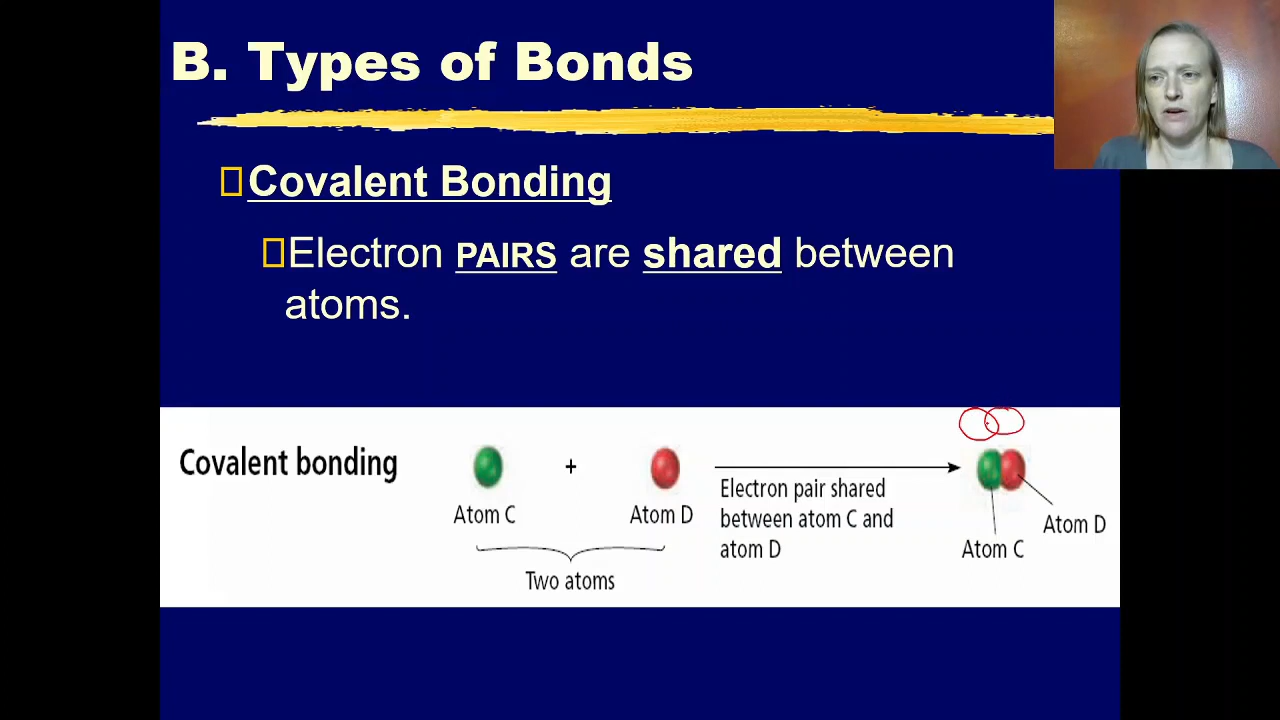 B. Types of Bonds
Covalent Bonding
Electron PAIRS are shared between
atoms.
Covalent bonding
+
Atom C
Atom D
Two atoms
Electron pair shared
between atom C and
atom D
Atom C
Atom D